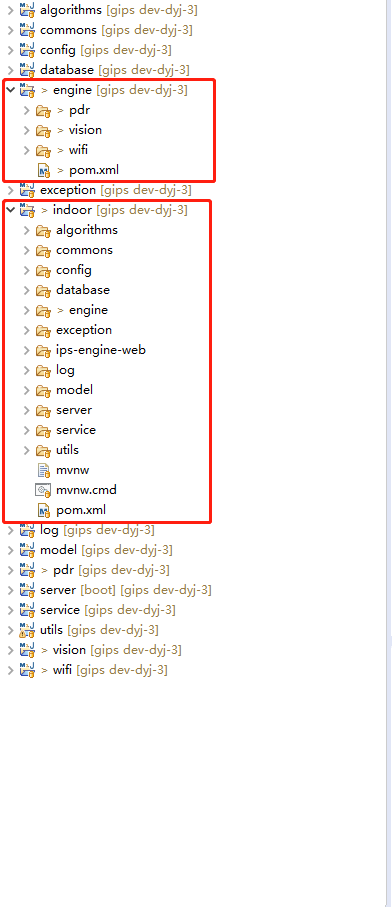 algorithms [gips dev-dyj-3]
commons [gips dev-dyj-3]
config [gips dev-dyj-3]
database [gips dev-dyj-3]
> engine [gips dev-dyj-3]
> pdr
> vision
> wifi
> pom.xml
exception [gips dev-dyj-3]
> indoor [gips dev-dyj-3]
algorithms
commons
config
database
> engine
exception
ips-engine-web
log
model
server
service
utils
mvnw
mvnw.cmd
pom.xml
log [gips dev-dyj-3]
model [gips dev-dyj-3]
> pdr [gips dev-dyj-3]
server [boot] [gips dev-dyj-3]
service [gips dev-dyj-3]
utils [gips dev-dyj-3]
> vision [gips dev-dyj-3]
> wifi [gips dev-dyj-3]